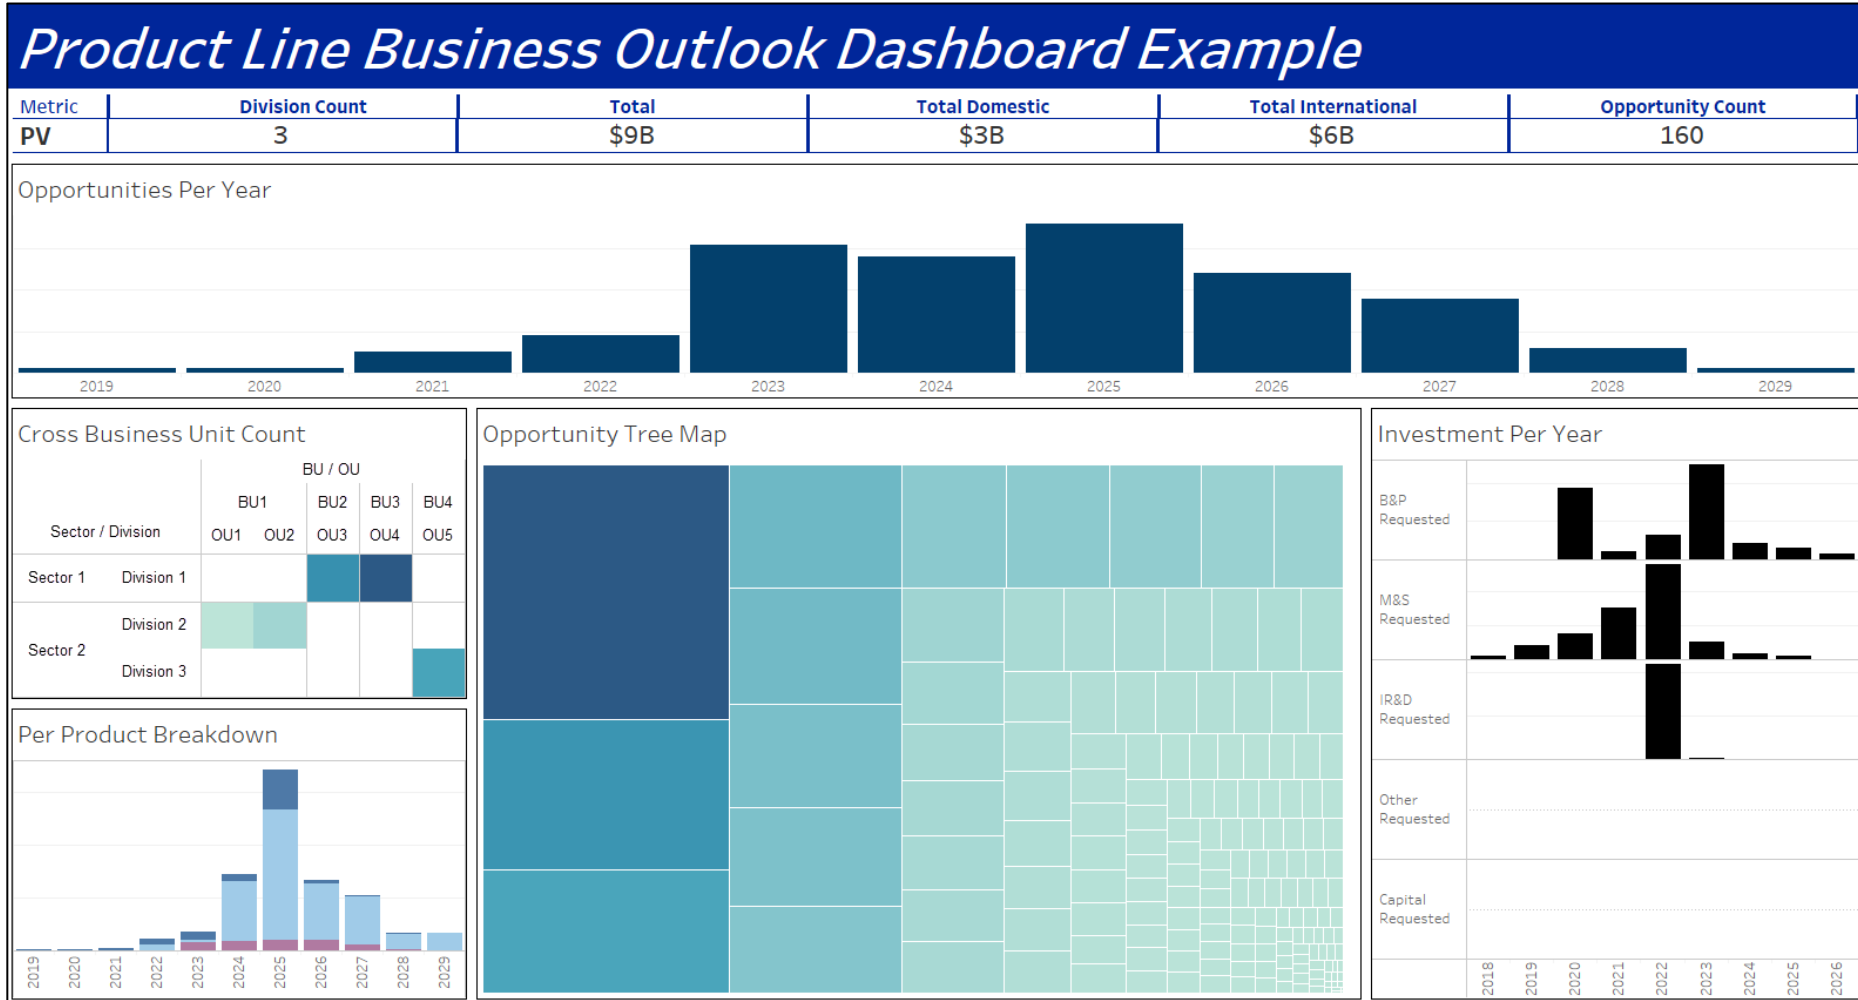 Product Line Business Outlook Dashboard Example
Metric Division Count Total Total Domestic Total International Opportunity Count
PV 3 $9B $3B $6B 160
Opportunities Per Year
2019 2020 2021 2022 2023 2024 2025 2026 2027 2028 2029
Cross Business Unit Count
BU / OU
BU1 BU2 BU3 BU4
Sector / Division OU1 OU2 OU3 OU4 OU5
Sector 1 Division 1
Sector 2 Division 2
Division 3
Per Product Breakdown
2019 2020 2021 2022 2023 2024 2025 2026 2027 2028 2029
Opportunity Tree Map
Investment Per Year
B&P
Requested
M&S
Requested
IR&D
Requested
Other
Requested
Capital
Requested
2018 2019 2020 2021 2022 2023 2024 2025 2026